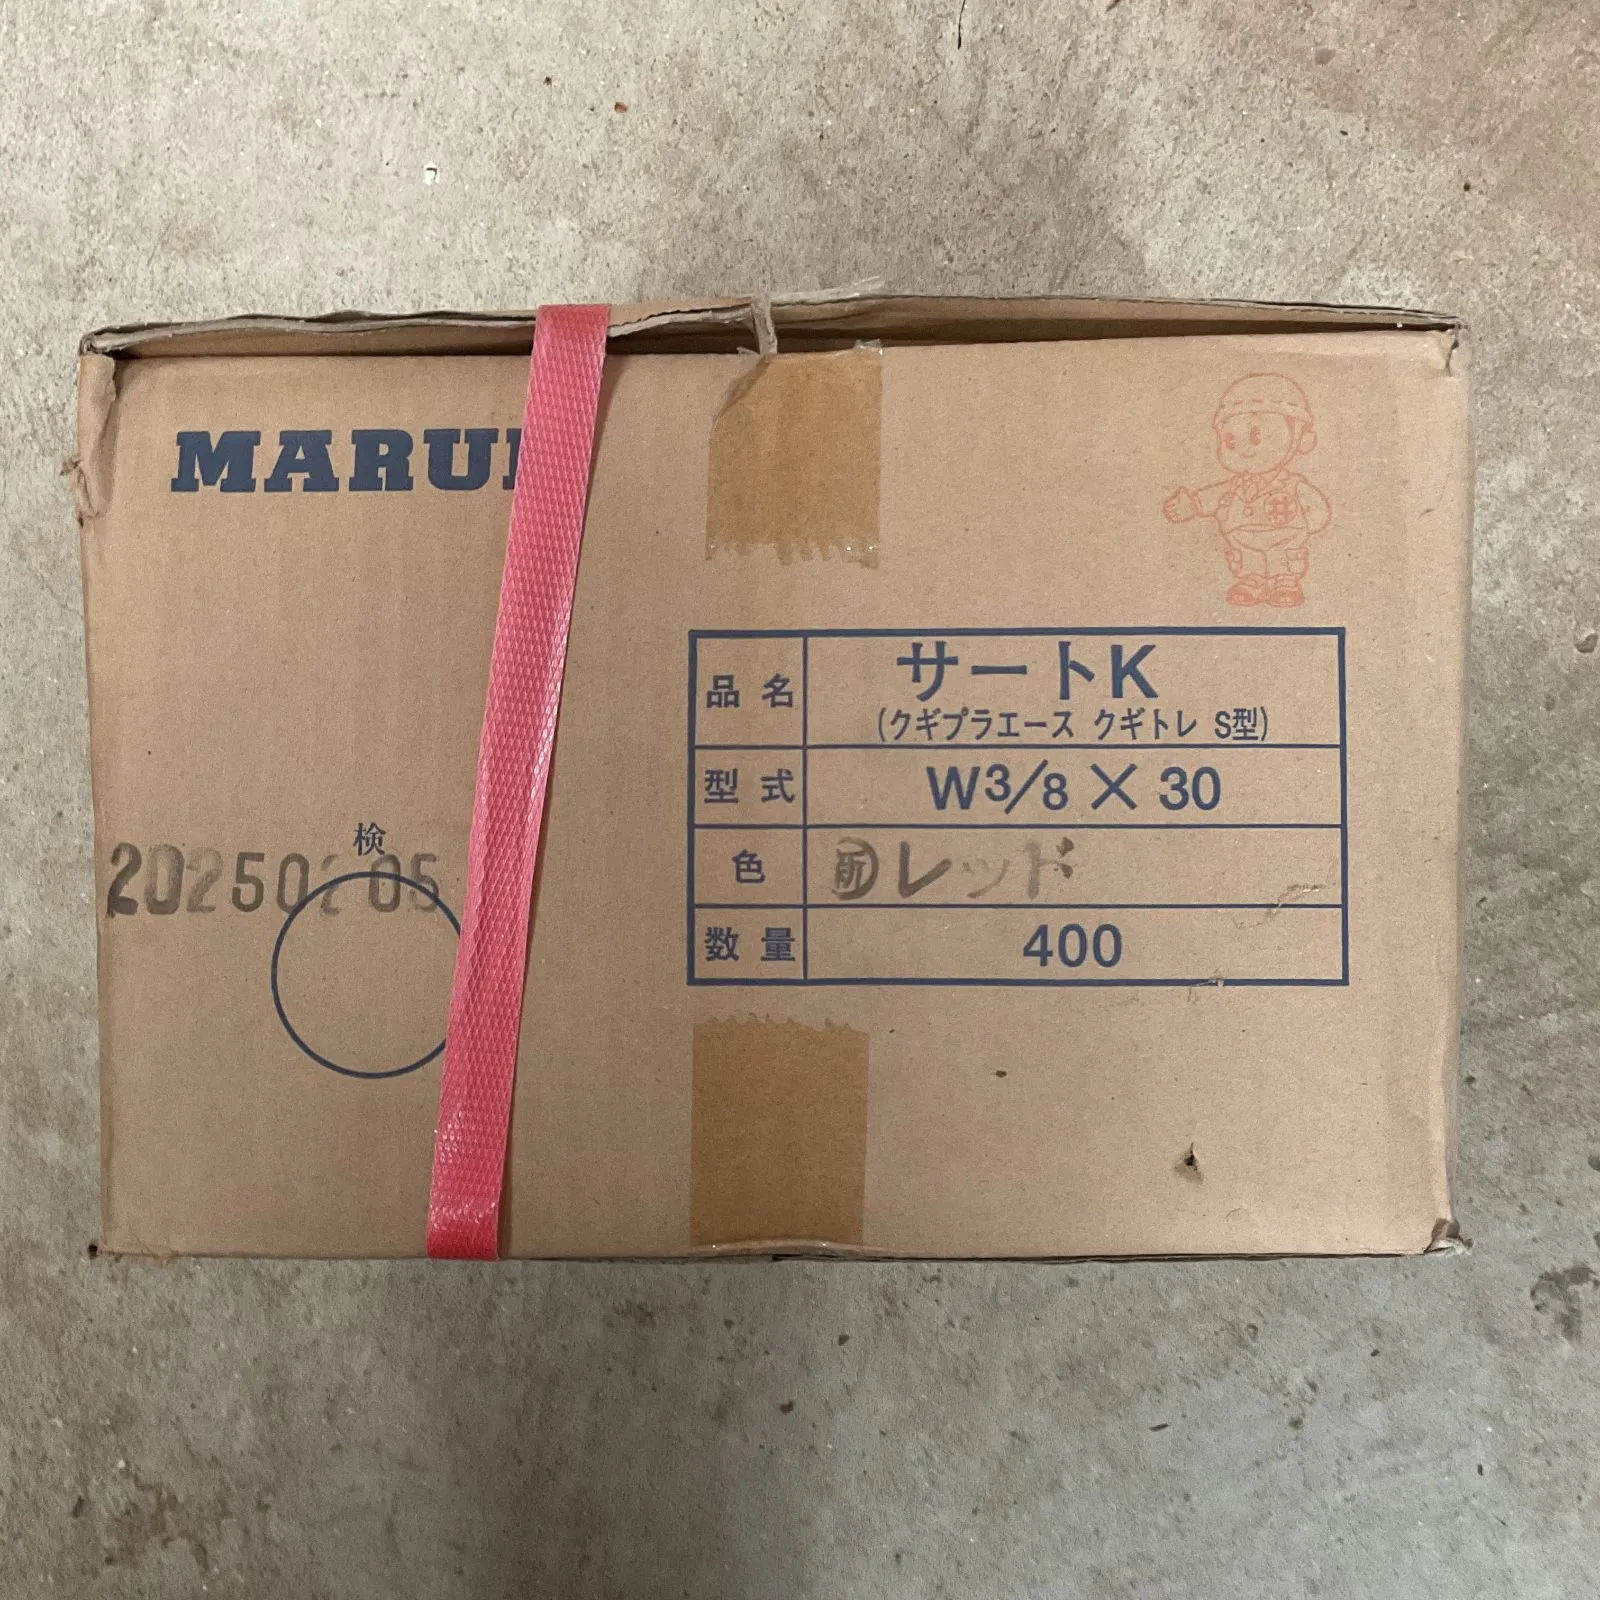 MARU
品名 サートK
(クギプラエース クギトレ S型)
型式 W3/8 × 30
検
色 ㊟レッド
数量 400